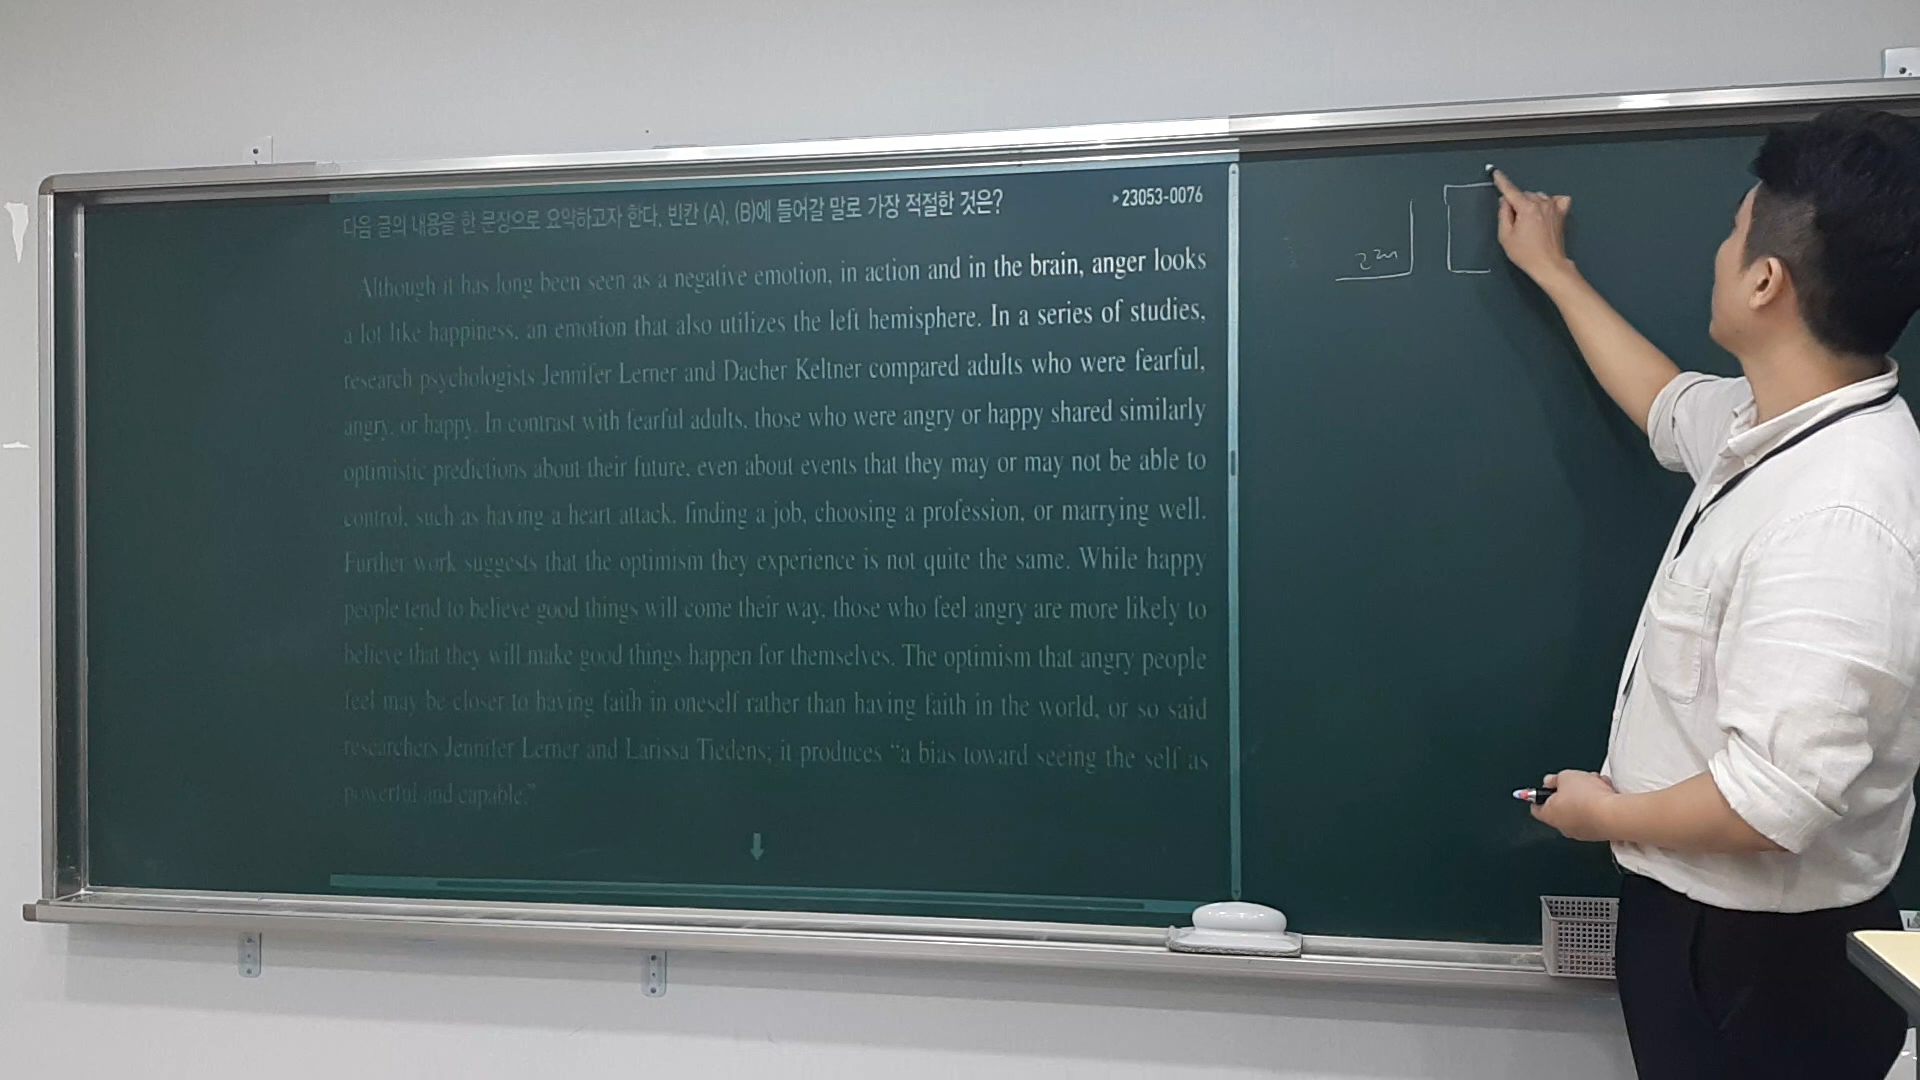 다음 글의 내용을 한 문장으로 요약하고자 한다. 빈칸 (A), (B)에 들어갈 말로 가장 적절한 것은? ▸23053-0076
Although it has long been seen as a negative emotion, in action and in the brain, anger looks
a lot like happiness, an emotion that also utilizes the left hemisphere. In a series of studies,
research psychologists Jennifer Lerner and Dacher Keltner compared adults who were fearful,
angry, or happy. In contrast with fearful adults, those who were angry or happy shared similarly
optimistic predictions about their future, even about events that they may or may not be able to
control, such as having a heart attack, finding a job, choosing a profession, or marrying well.
Further work suggests that the optimism they experience is not quite the same. While happy
people tend to believe good things will come their way, those who feel angry are more likely to
believe that they will make good things happen for themselves. The optimism that angry people
feel may be closer to having faith in oneself rather than having faith in the world, or so said
researchers Jennifer Lerner and Larissa Tiedens; it produces “a bias toward seeing the self as
powerful and capable.”